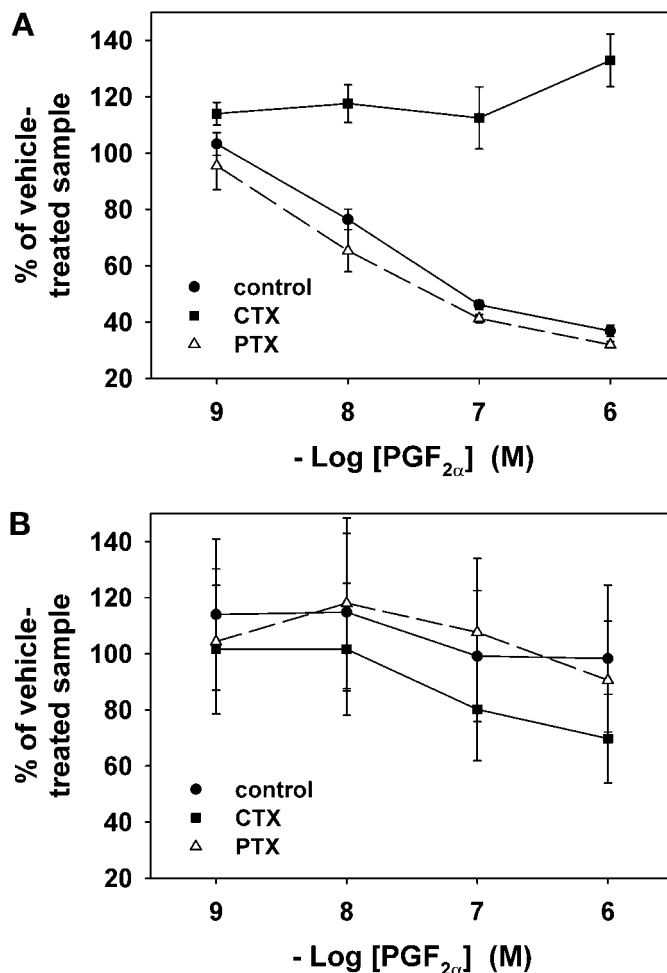 A
% of vehicle-
treated sample
140
120
100
80
60
40
20
control
CTX
PTX
9 8 7 6
- Log [PGF2α] (M)
B
% of vehicle-
treated sample
140
120
100
80
60
40
20
control
CTX
PTX
9 8 7 6
- Log [PGF2α] (M)